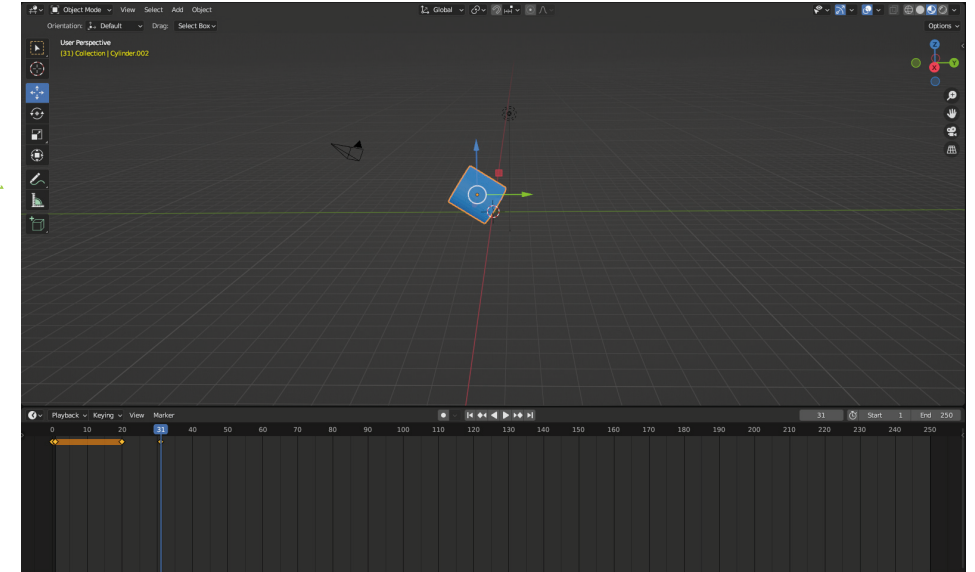 Object Mode View Select Add Object Global
Orientation: Default Drag: Select Box Options
User Perspective
(31) Collection | Cylinder.002
Z
Y
X
Playback Keying View Marker 31 Start 1 End 250
0 10 20 31 40 50 60 70 80 90 100 110 120 130 140 150 160 170 180 190 200 210 220 230 240 250